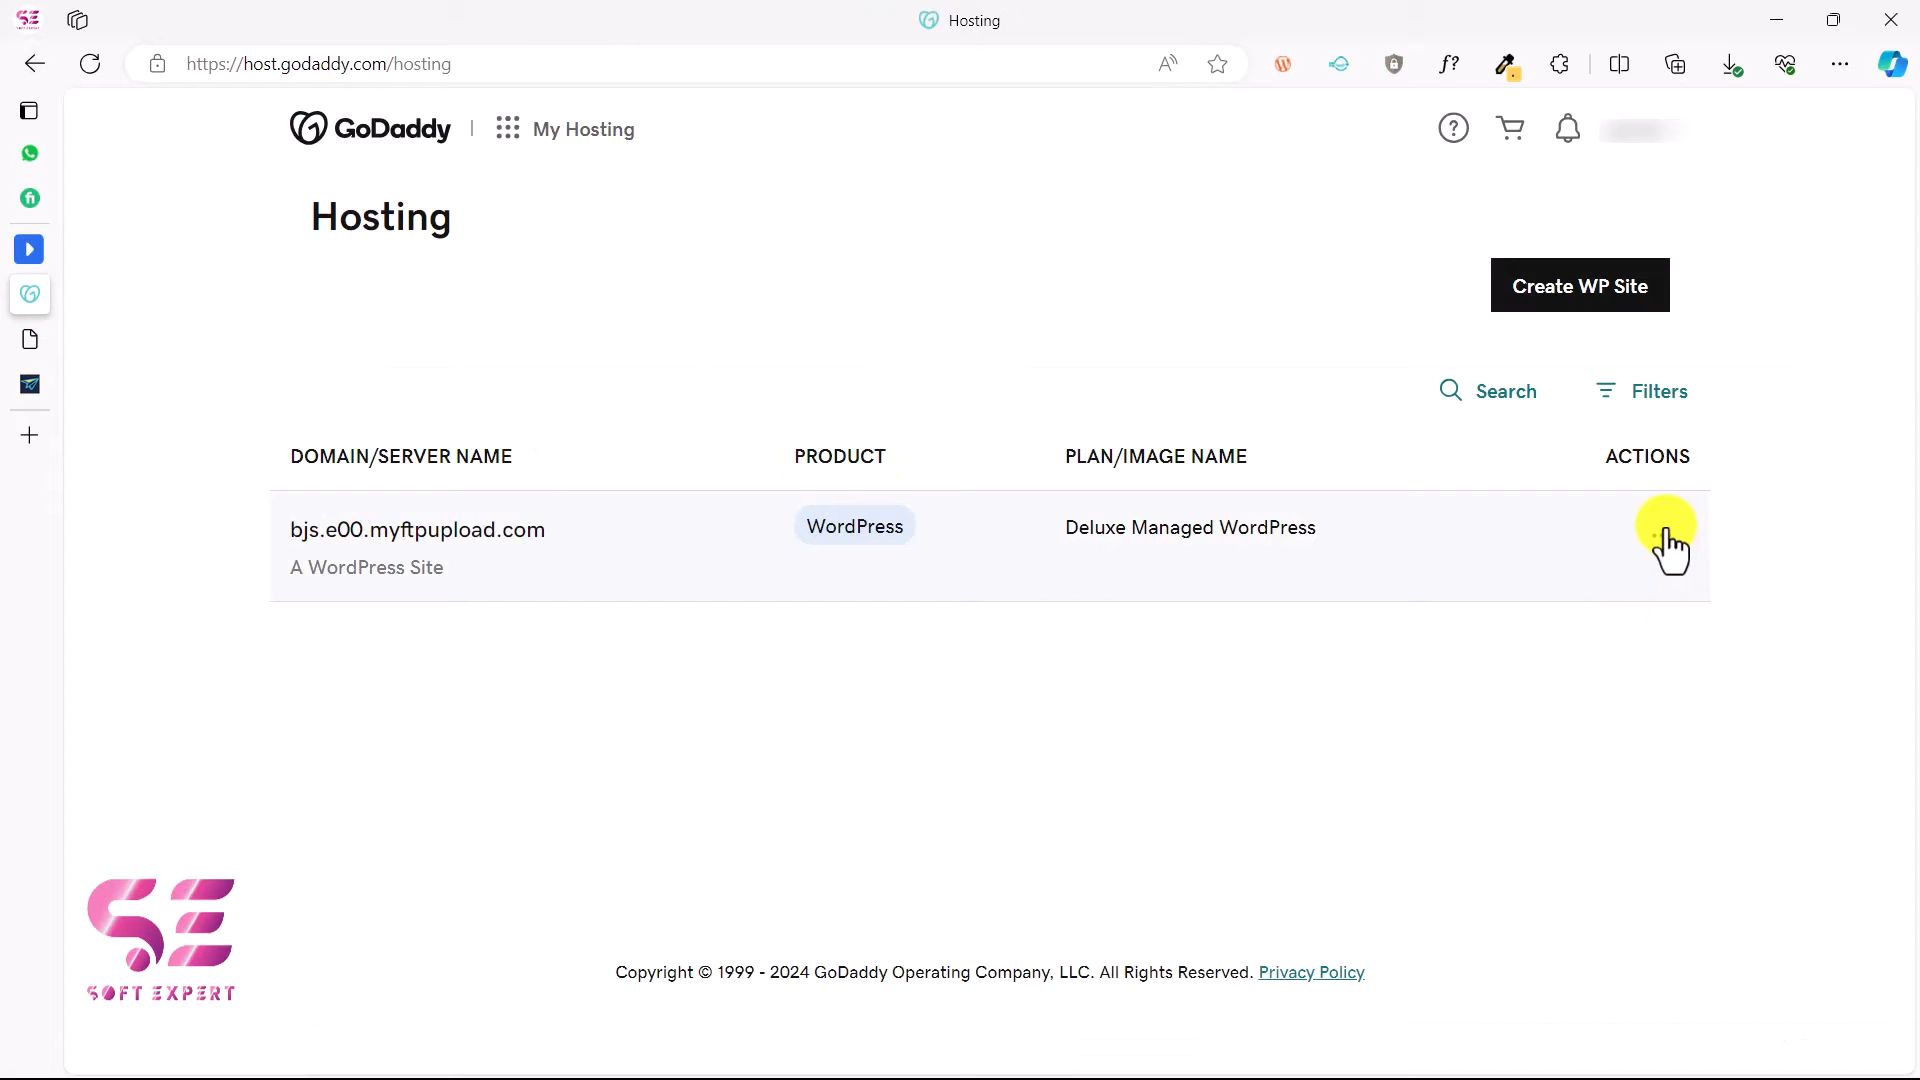 Hosting
https://host.godaddy.com/hosting
GoDaddy
My Hosting
Hosting
Create WP Site
Search
Filters
DOMAIN/SERVER NAME
PRODUCT
PLAN/IMAGE NAME
ACTIONS
bjs.e00.myftpupload.com
WordPress
Deluxe Managed WordPress
A WordPress Site
SE
SOFT EXPERT
Copyright © 1999 - 2024 GoDaddy Operating Company, LLC. All Rights Reserved. Privacy Policy